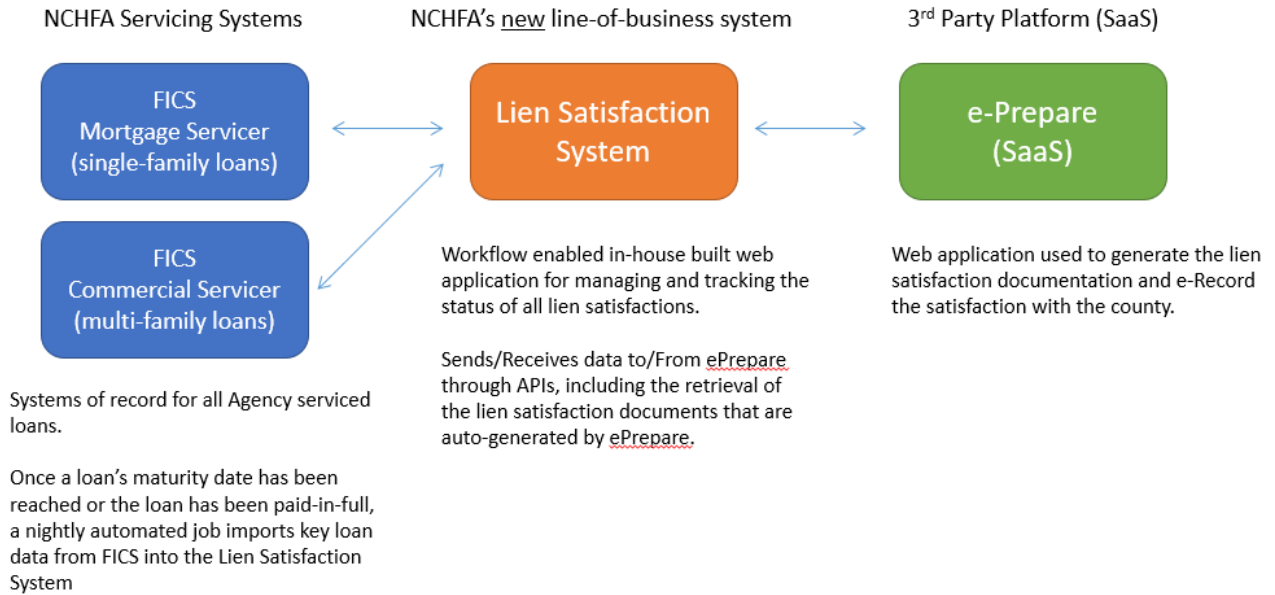 NCHFA Servicing Systems
FICS
Mortgage Servicer
(single-family loans)
FICS
Commercial Servicer
(multi-family loans)
Systems of record for all Agency serviced
loans.
Once a loan’s maturity date has been
reached or the loan has been paid-in-full,
a nightly automated job imports key loan
data from FICS into the Lien Satisfaction
System
NCHFA’s new line-of-business system
Lien Satisfaction
System
Workflow enabled in-house built web
application for managing and tracking the
status of all lien satisfactions.
Sends/Receives data to/From ePrepare
through APIs, including the retrieval of
the lien satisfaction documents that are
auto-generated by ePrepare.
3rd Party Platform (SaaS)
e-Prepare
(SaaS)
Web application used to generate the lien
satisfaction documentation and e-Record
the satisfaction with the county.